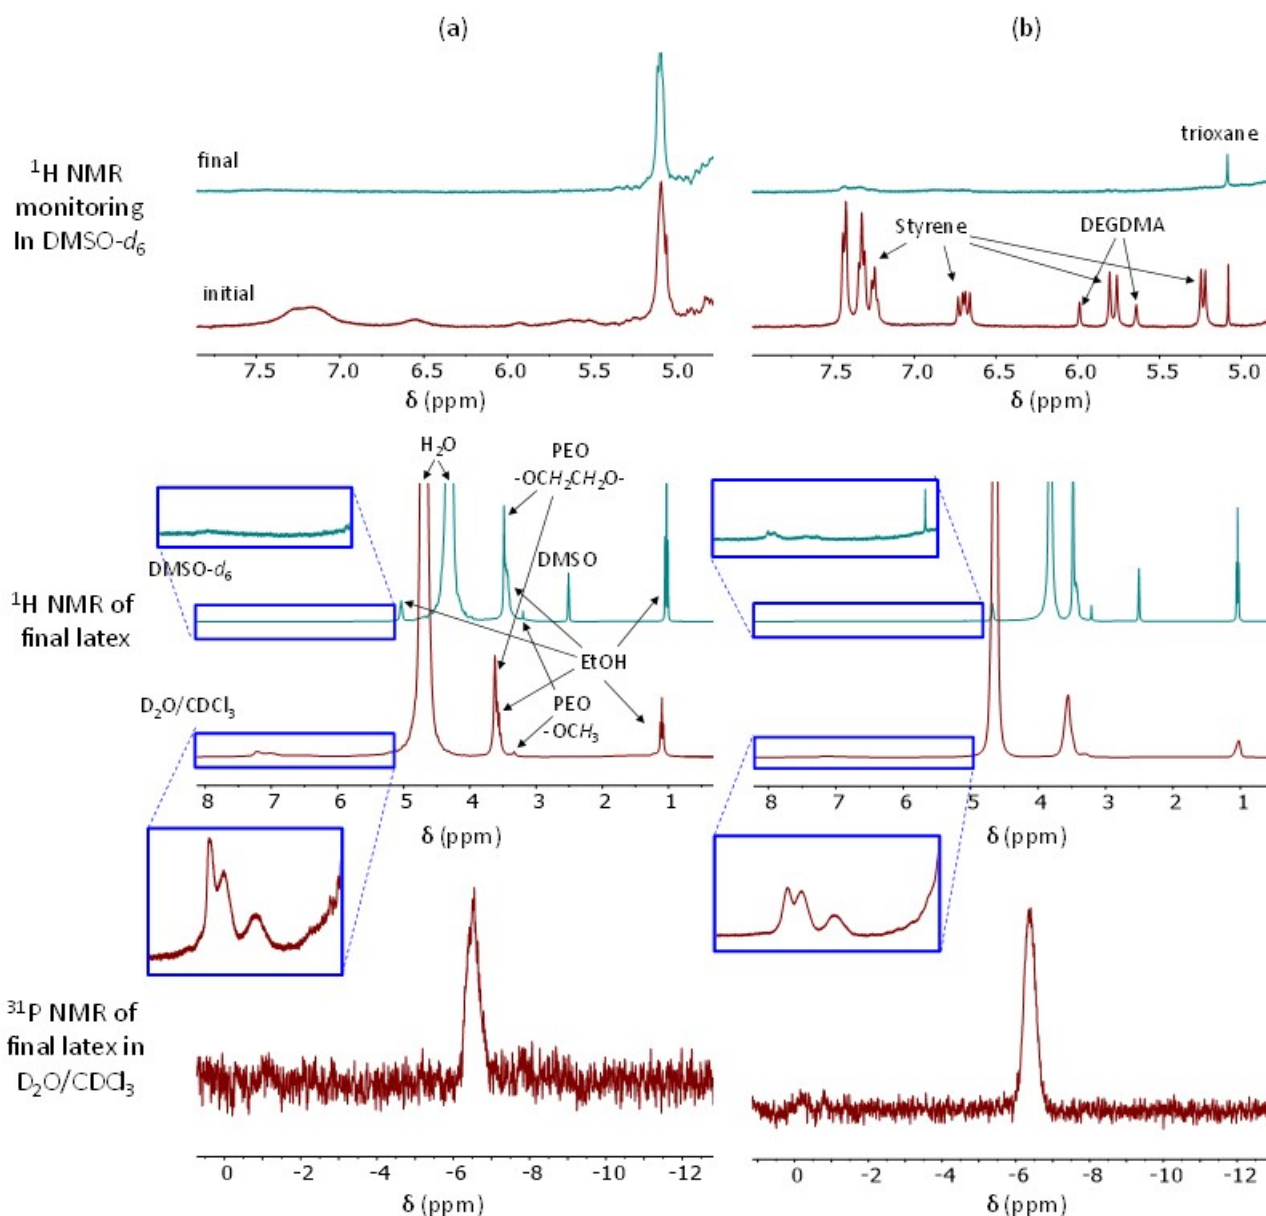 (a)
(b)
¹H NMR
monitoring
In DMSO-d₆
final
initial
trioxane
Styrene
DEGDMA
7.5 7.0 6.5 6.0 5.5 5.0
δ (ppm)
7.5 7.0 6.5 6.0 5.5 5.0
δ (ppm)
¹H NMR of
final latex
H₂O
PEO
-OCH₂CH₂O-
DMSO
DMSO-d₆
EtOH
PEO
-OCH₃
D₂O/CDCl₃
8 7 6 5 4 3 2 1
δ (ppm)
8 7 6 5 4 3 2 1
δ (ppm)
³¹P NMR of
final latex in
D₂O/CDCl₃
0 -2 -4 -6 -8 -10 -12
δ (ppm)
0 -2 -4 -6 -8 -10 -12
δ (ppm)